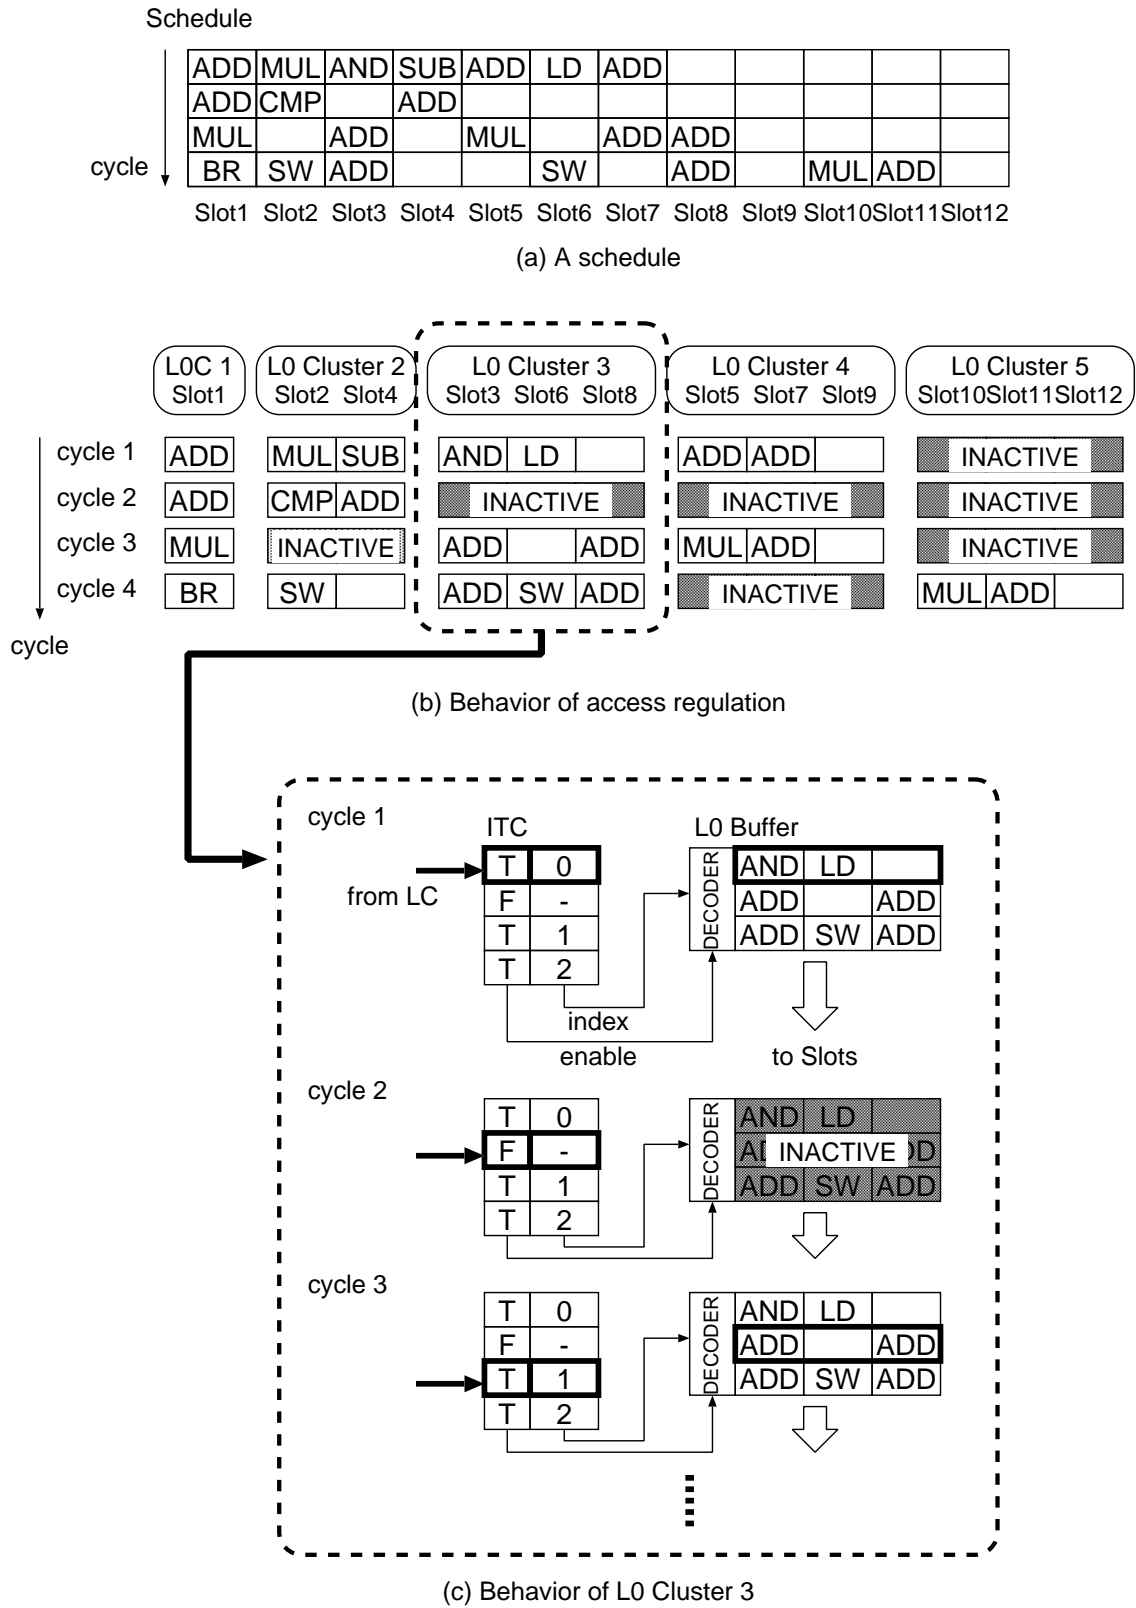 Schedule
ADD MUL AND SUB ADD LD ADD
ADD CMP ADD
MUL ADD MUL ADD ADD
cycle BR SW ADD SW ADD MUL ADD
Slot1 Slot2 Slot3 Slot4 Slot5 Slot6 Slot7 Slot8 Slot9 Slot10 Slot11 Slot12
(a) A schedule
L0C 1 L0 Cluster 2 L0 Cluster 3 L0 Cluster 4 L0 Cluster 5
Slot1 Slot2 Slot4 Slot3 Slot6 Slot8 Slot5 Slot7 Slot9 Slot10 Slot11 Slot12
cycle 1 ADD MUL SUB AND LD ADD ADD INACTIVE
cycle 2 ADD CMP ADD INACTIVE INACTIVE INACTIVE
cycle 3 MUL INACTIVE ADD ADD MUL ADD INACTIVE
cycle 4 BR SW ADD SW ADD INACTIVE MUL ADD
cycle
(b) Behavior of access regulation
cycle 1
ITC L0 Buffer
DECODER
T 0 AND LD
from LC
F - ADD ADD
T 1 ADD SW ADD
T 2
index
enable to Slots
cycle 2
DECODER
T 0 AND LD
F - AD INACTIVE DD
T 1 ADD SW ADD
T 2
cycle 3
DECODER
T 0 AND LD
F - ADD ADD
T 1 ADD SW ADD
T 2
(c) Behavior of L0 Cluster 3